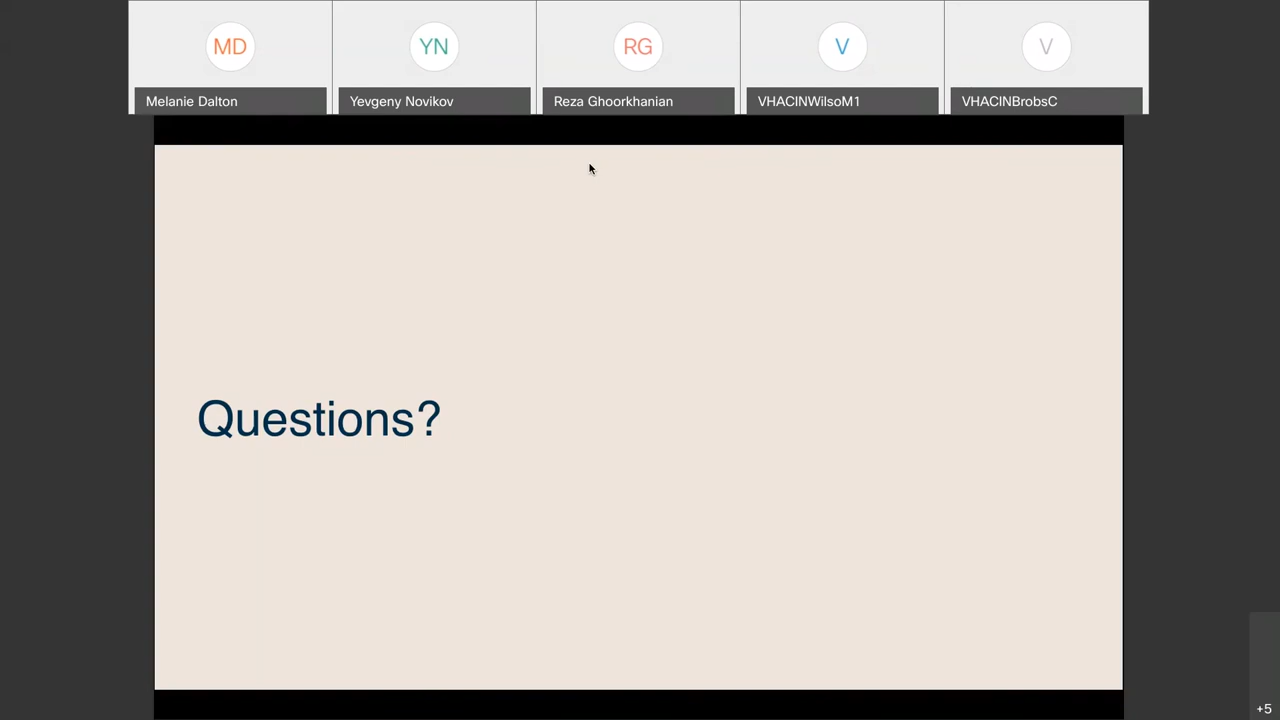 MD
YN
RG
V
V
Melanie Dalton
Yevgeny Novikov
Reza Ghoorkhanian
VHACINWilsoM1
VHACINBrobsC
Questions?
+5